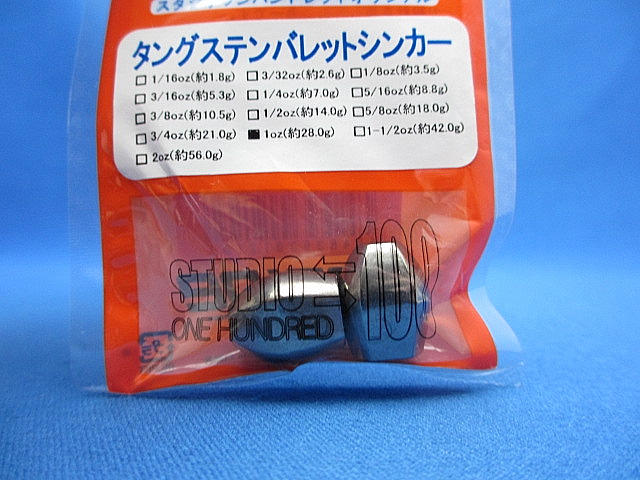 タングステンバレットシンカー
□ 1/16oz(約1.8g) □ 3/32oz(約2.6g) □ 1/8oz(約3.5g)
□ 3/16oz(約5.3g) □ 1/4oz(約7.0g) □ 5/16oz(約8.8g)
□ 3/8oz(約10.5g) □ 1/2oz(約14.0g) □ 5/8oz(約18.0g)
□ 3/4oz(約21.0g) ■ 1oz(約28.0g) □ 1-1/2oz(約42.0g)
□ 2oz(約56.0g)
STUDIO 100
ONE HUNDRED